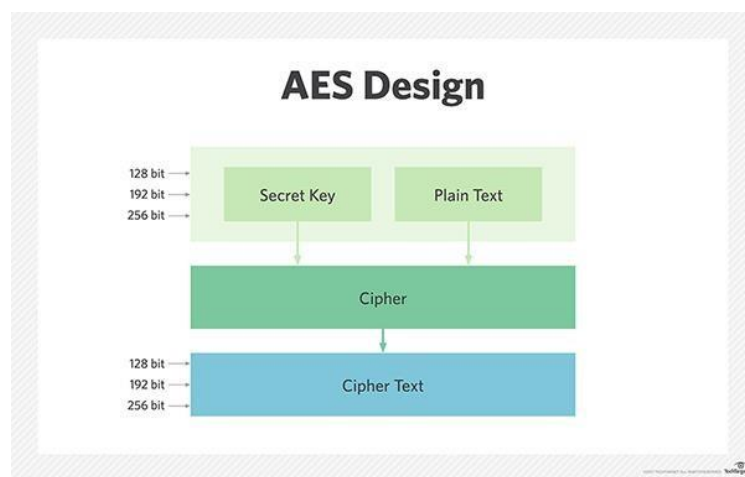 AES Design
128 bit
192 bit
256 bit
Secret Key
Plain Text
Cipher
128 bit
192 bit
256 bit
Cipher Text
TechTarget